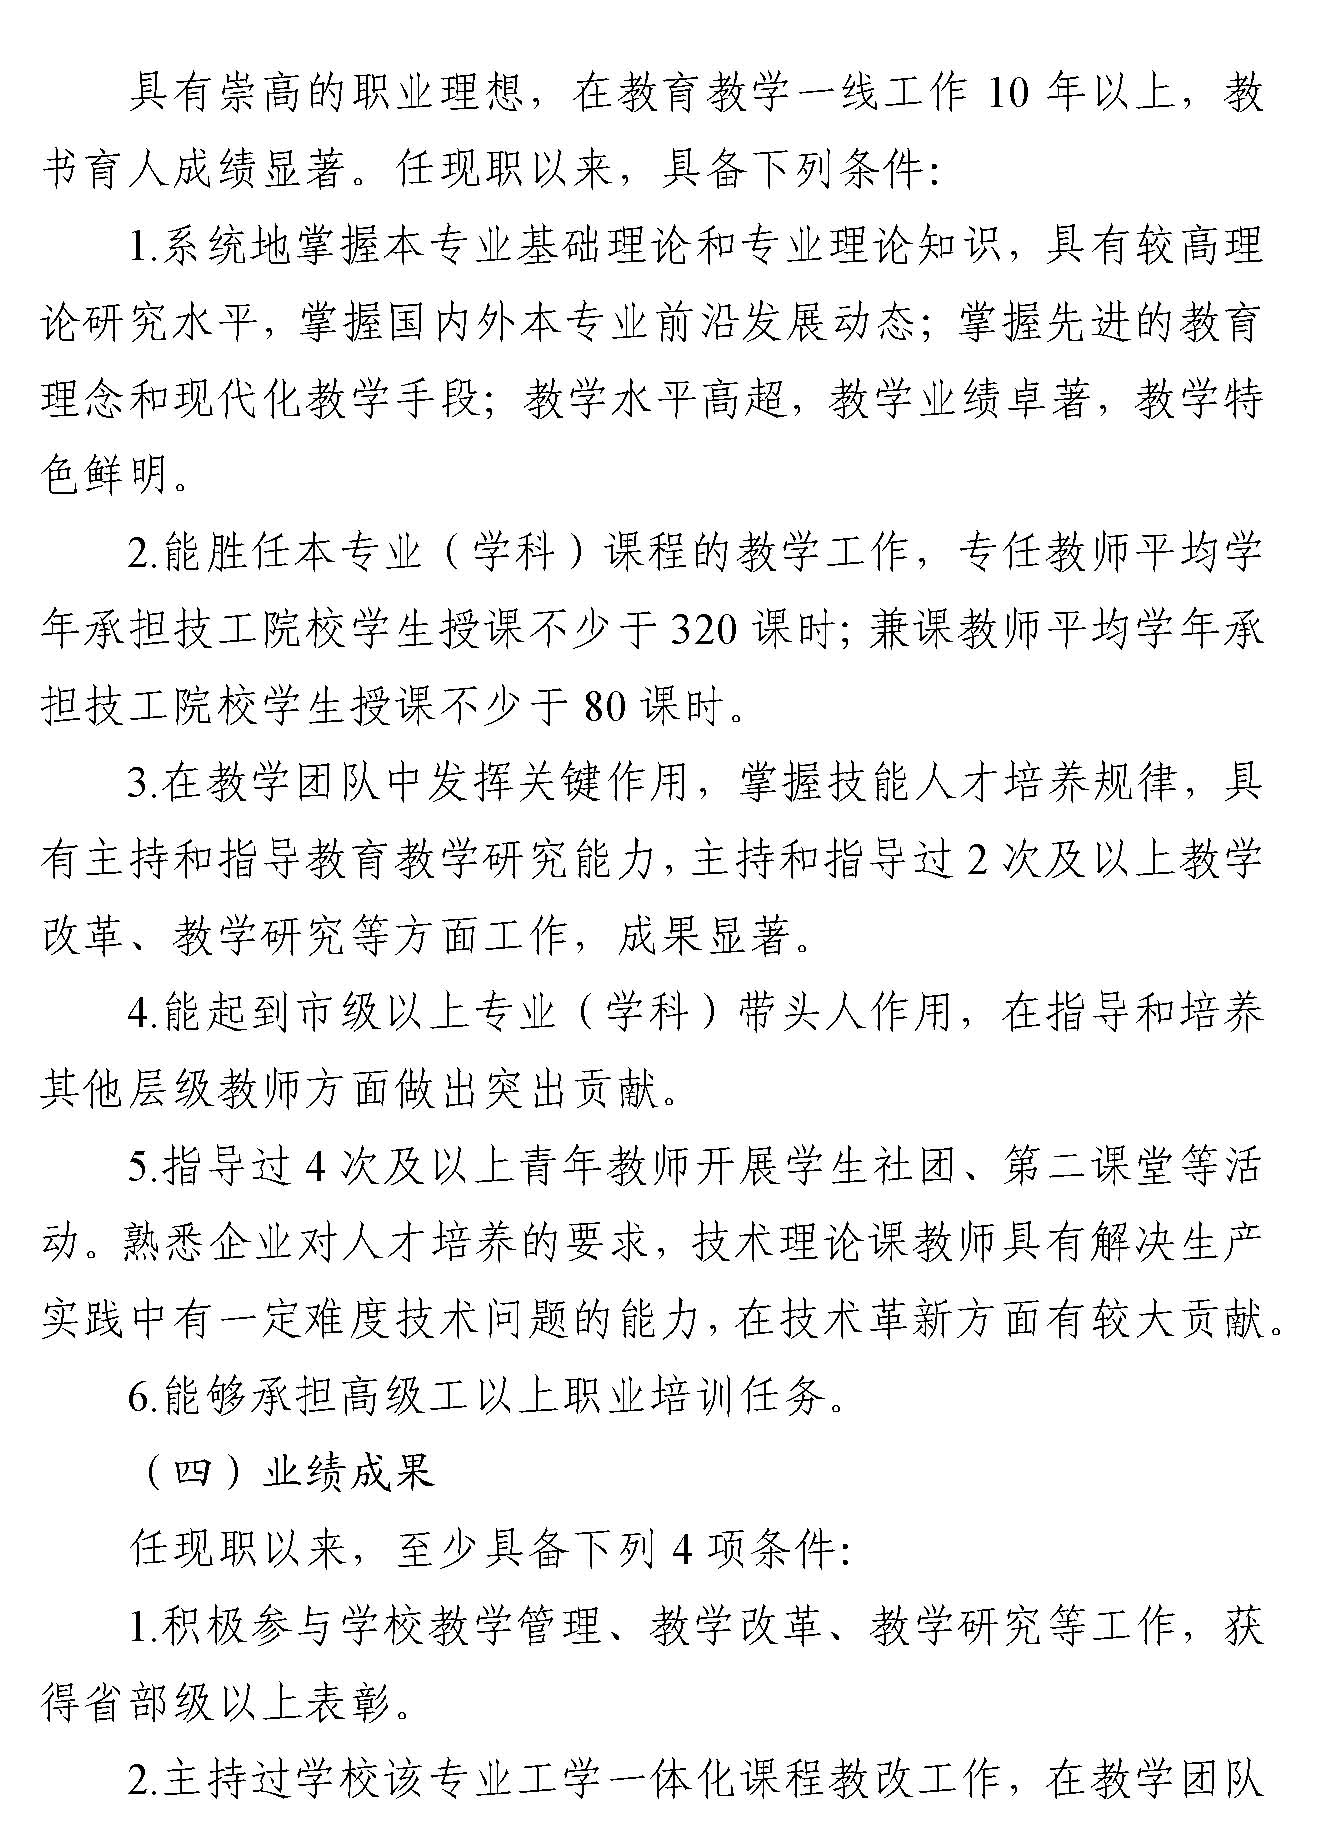 具有崇高的职业理想，在教育教学一线工作 10 年以上，教
书育人成绩显著。任现职以来，具备下列条件：
1.系统地掌握本专业基础理论和专业理论知识，具有较高理
论研究水平，掌握国内外本专业前沿发展动态；掌握先进的教育
理念和现代化教学手段；教学水平高超，教学业绩卓著，教学特
色鲜明。
2.能胜任本专业（学科）课程的教学工作，专任教师平均学
年承担技工院校学生授课不少于 320 课时；兼课教师平均学年承
担技工院校学生授课不少于 80 课时。
3.在教学团队中发挥关键作用，掌握技能人才培养规律，具
有主持和指导教育教学研究能力，主持和指导过 2 次及以上教学
改革、教学研究等方面工作，成果显著。
4.能起到市级以上专业（学科）带头人作用，在指导和培养
其他层级教师方面做出突出贡献。
5.指导过 4 次及以上青年教师开展学生社团、第二课堂等活
动。熟悉企业对人才培养的要求，技术理论课教师具有解决生产
实践中有一定难度技术问题的能力，在技术革新方面有较大贡献。
6.能够承担高级工以上职业培训任务。
（四）业绩成果
任现职以来，至少具备下列 4 项条件：
1.积极参与学校教学管理、教学改革、教学研究等工作，获
得省部级以上表彰。
2.主持过学校该专业工学一体化课程教改工作，在教学团队